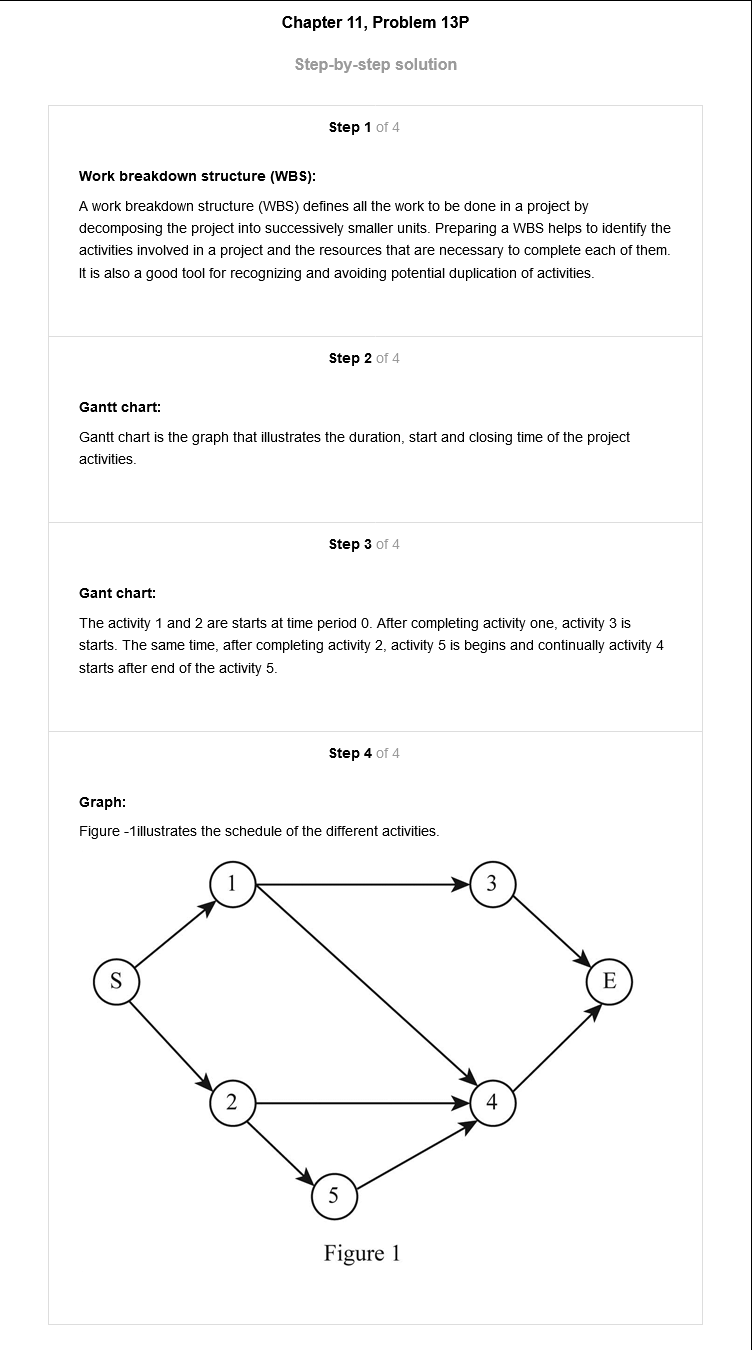 Chapter 11, Problem 13P
Step-by-step solution
Step 1 of 4
Work breakdown structure (WBS):
A work breakdown structure (WBS) defines all the work to be done in a project by
decomposing the project into successively smaller units. Preparing a WBS helps to identify the
activities involved in a project and the resources that are necessary to complete each of them.
It is also a good tool for recognizing and avoiding potential duplication of activities.
Step 2 of 4
Gantt chart:
Gantt chart is the graph that illustrates the duration, start and closing time of the project
activities.
Step 3 of 4
Gant chart:
The activity 1 and 2 are starts at time period 0. After completing activity one, activity 3 is
starts. The same time, after completing activity 2, activity 5 is begins and continually activity 4
starts after end of the activity 5.
Step 4 of 4
Graph:
Figure -1illustrates the schedule of the different activities.
1
3
S
E
2
4
5
Figure 1